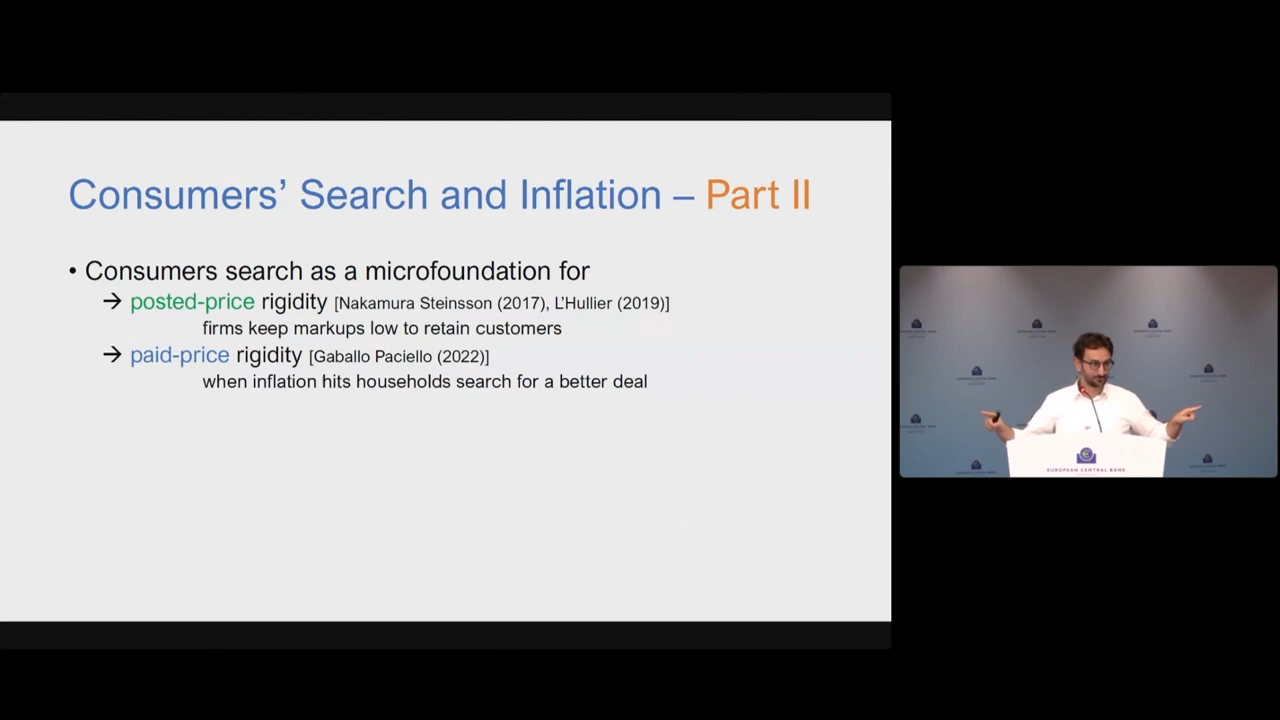 Consumers’ Search and Inflation – Part II
• Consumers search as a microfoundation for
→ posted-price rigidity [Nakamura Steinsson (2017), L’Hullier (2019)]
firms keep markups low to retain customers
→ paid-price rigidity [Gaballo Paciello (2022)]
when inflation hits households search for a better deal
EUROPEAN CENTRAL BANK